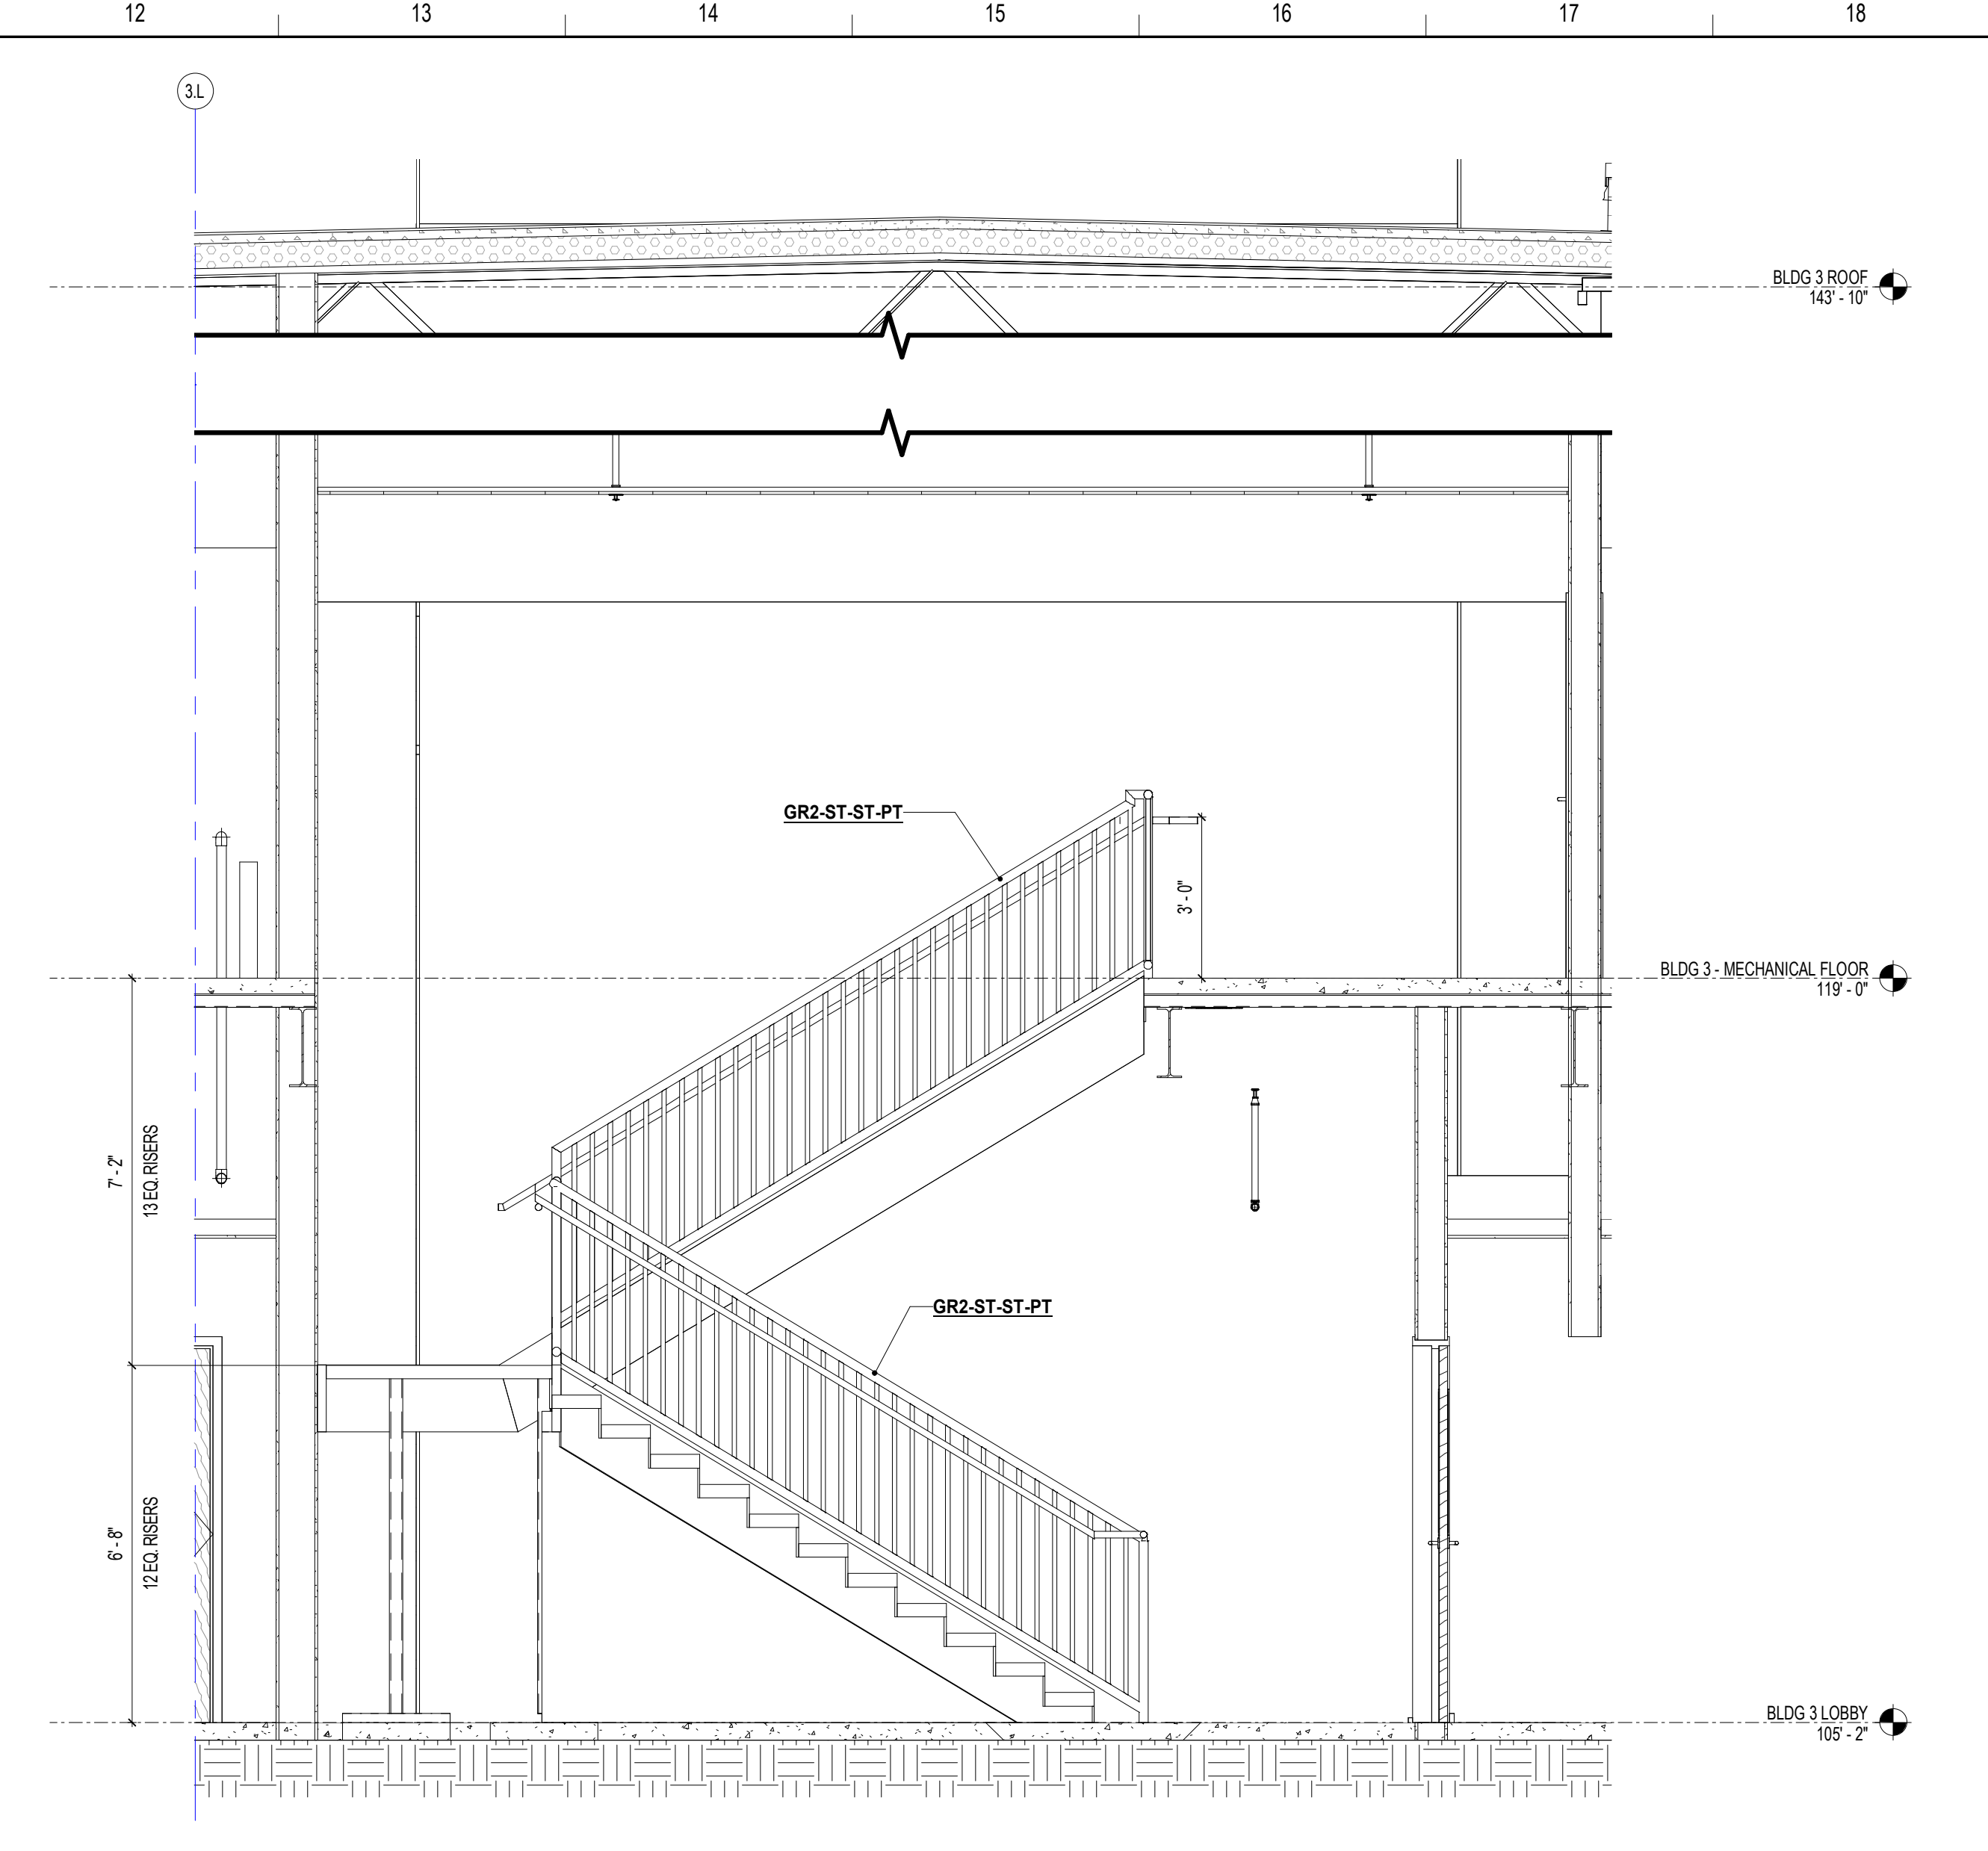 12 13 14 15 16 17 18
3.L
BLDG 3 ROOF
143' - 10"
GR2-ST-ST-PT
3' - 0"
BLDG 3 - MECHANICAL FLOOR
119' - 0"
7' - 2"
13 EQ. RISERS
GR2-ST-ST-PT
6' - 8"
12 EQ. RISERS
BLDG 3 LOBBY
105' - 2"